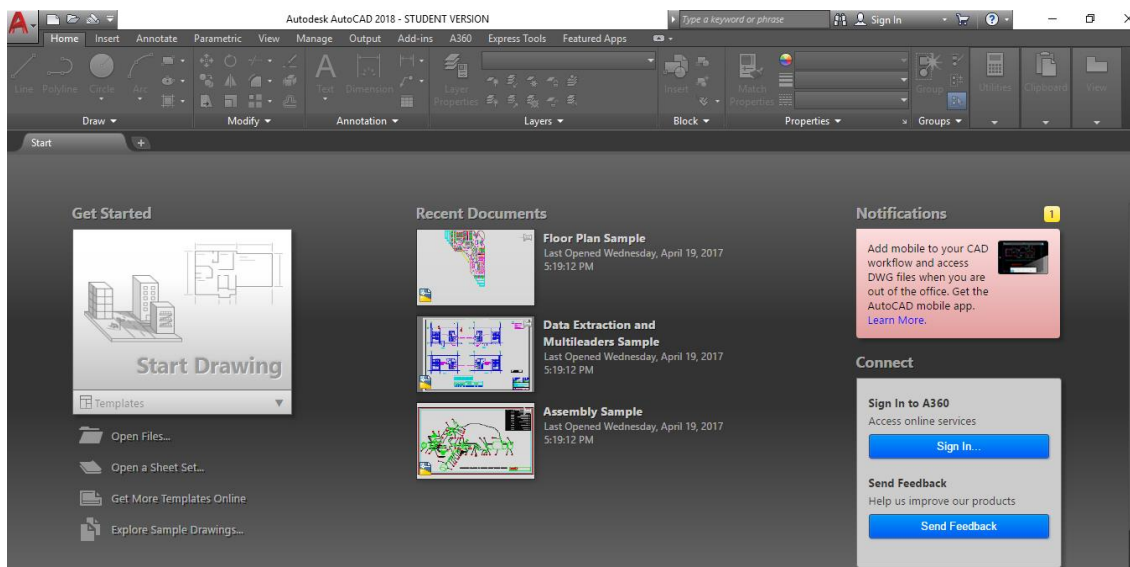 Autodesk AutoCAD 2018 - STUDENT VERSION
Type a keyword or phrase
Sign In
Home Insert Annotate Parametric View Manage Output Add-ins A360 Express Tools Featured Apps
Line Polyline Circle Arc
Text Dimension
Layer Properties
Insert
Match Properties
Group
Utilities
Clipboard
View
Draw Modify Annotation Layers Block Properties Groups
Start
Get Started
Start Drawing
Templates
Open Files...
Open a Sheet Set...
Get More Templates Online
Explore Sample Drawings...
Recent Documents
Floor Plan Sample
Last Opened Wednesday, April 19, 2017
5:19:12 PM
Data Extraction and
Multileaders Sample
Last Opened Wednesday, April 19, 2017
5:19:12 PM
Assembly Sample
Last Opened Wednesday, April 19, 2017
5:19:12 PM
Notifications
1
Add mobile to your CAD
workflow and access
DWG files when you are
out of the office. Get the
AutoCAD mobile app.
Learn More.
Connect
Sign In to A360
Access online services
Sign In...
Send Feedback
Help us improve our products
Send Feedback